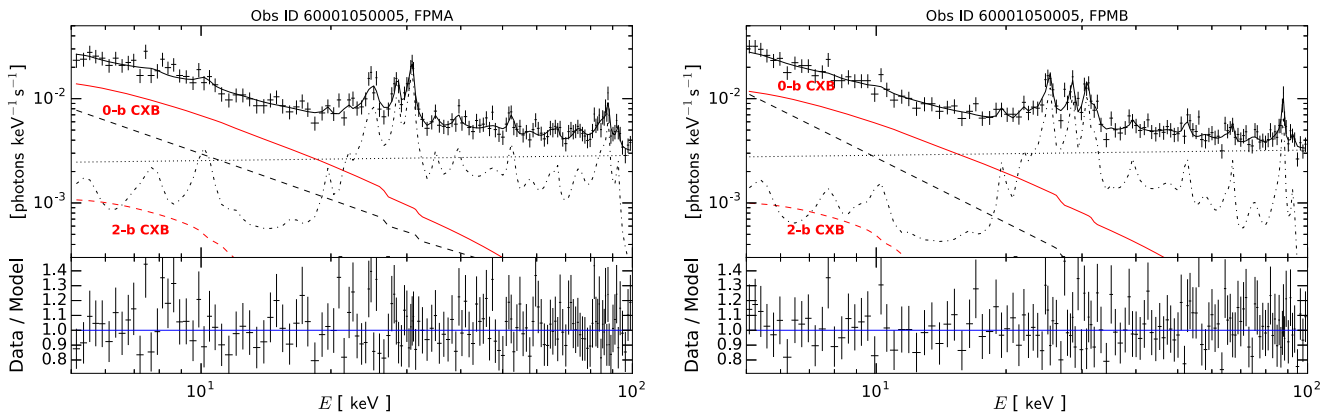 Obs ID 60001050005, FPMA
[photons keV⁻¹ s⁻¹]
10⁻²
10⁻³
0-b CXB
2-b CXB
Data / Model
1.4
1.3
1.2
1.1
1.0
0.9
0.8
10¹
10²
E [ keV]
Obs ID 60001050005, FPMB
[photons keV⁻¹ s⁻¹]
10⁻²
10⁻³
0-b CXB
2-b CXB
Data / Model
1.4
1.3
1.2
1.1
1.0
0.9
0.8
10¹
10²
E [ keV]